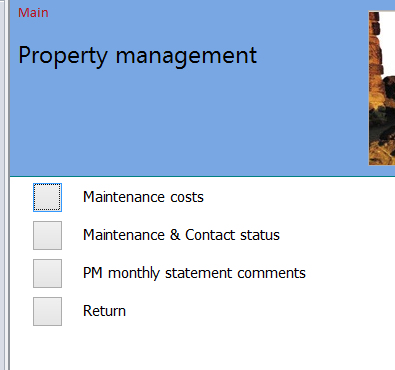 Main
Property management
Maintenance costs
Maintenance & Contact status
PM monthly statement comments
Return